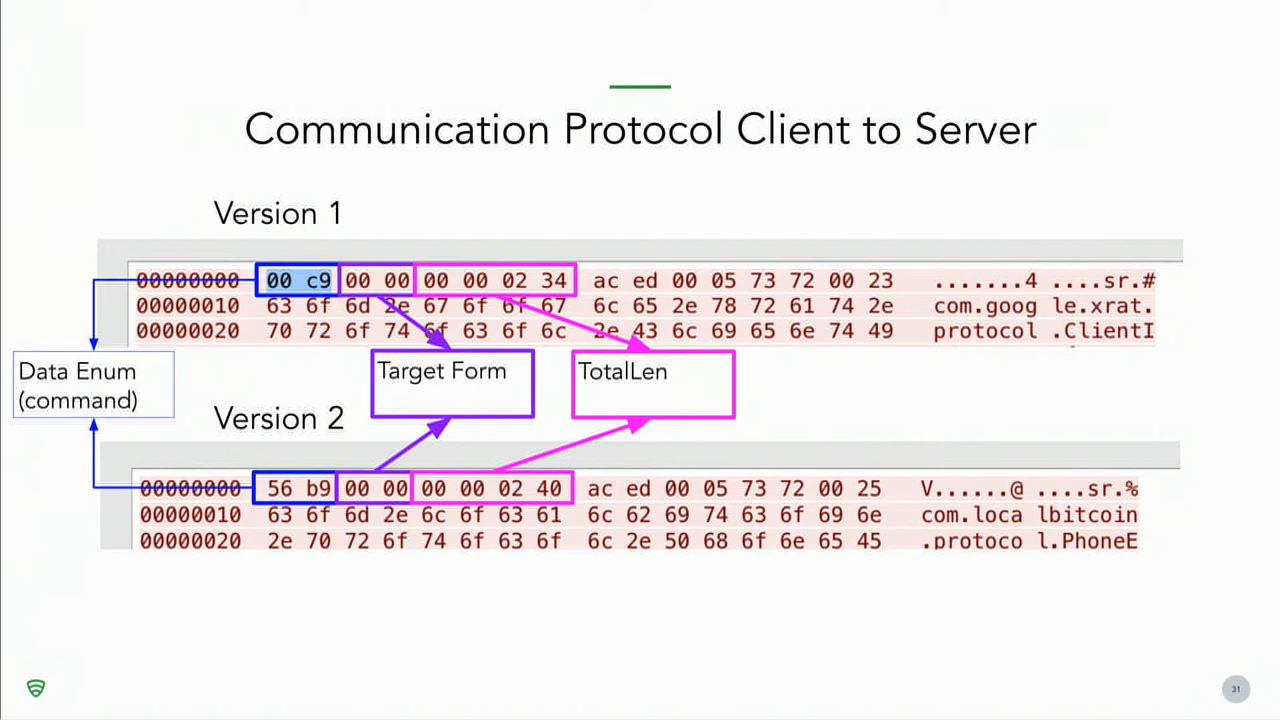 Communication Protocol Client to Server
Version 1
00000000 00 c9 00 00 00 00 02 34 ac ed 00 05 73 72 00 23 .......4 ....sr.#
00000010 63 6f 6d 2e 67 6f 6f 67 6c 65 2e 78 72 61 74 2e com.goog le.xrat.
00000020 70 72 6f 74 6f 63 6f 6c 2e 43 6c 69 65 6e 74 49 protocol .ClientI
Data Enum
(command)
Target Form
TotalLen
Version 2
00000000 56 b9 00 00 00 00 02 40 ac ed 00 05 73 72 00 25 V......@ ....sr.%
00000010 63 6f 6d 2e 6c 6f 63 61 6c 62 69 74 63 6f 69 6e com.loca lbitcoin
00000020 2e 70 72 6f 74 6f 63 6f 6c 2e 50 68 6f 6e 65 45 .protoco l.PhoneE
31